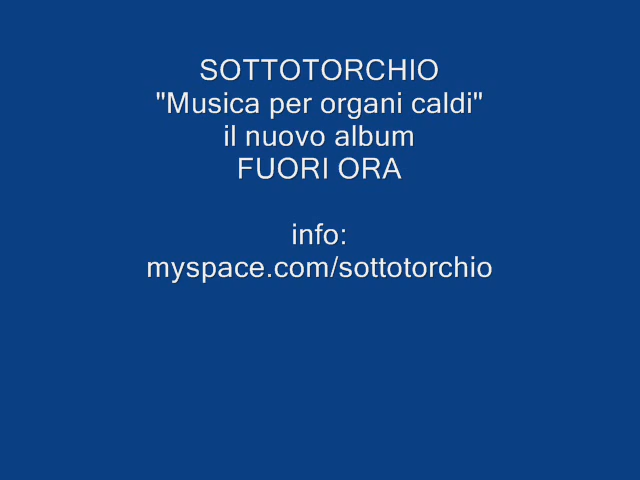 SOTTOTORCHIO
"Musica per organi caldi"
il nuovo album
FUORI ORA
info:
myspace.com/sottotorchio